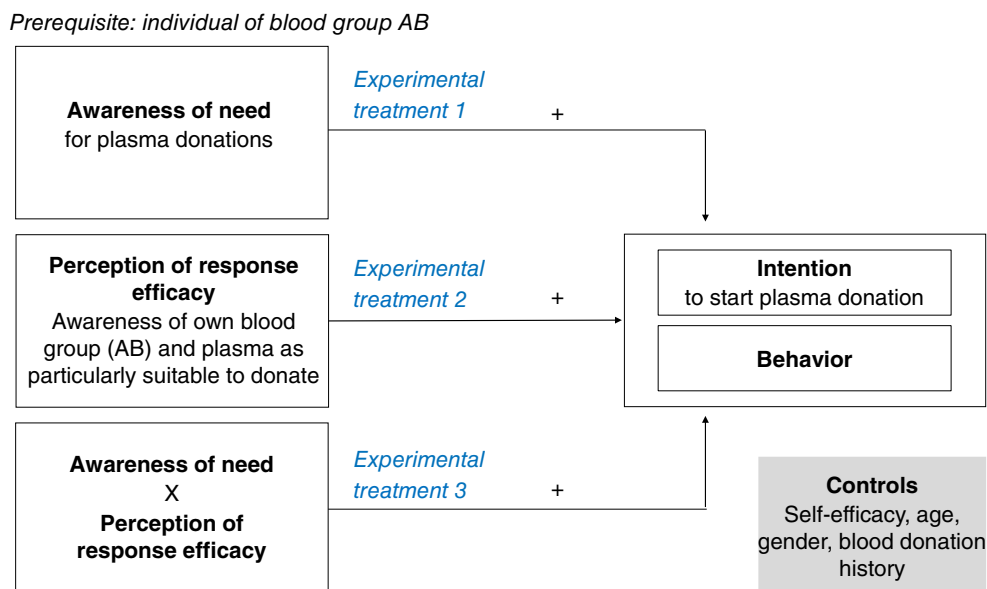 Prerequisite: individual of blood group AB
Awareness of need
for plasma donations
Experimental
treatment 1
+
Perception of response
efficacy
Awareness of own blood
group (AB) and plasma as
particularly suitable to donate
Experimental
treatment 2
+
Intention
to start plasma donation
Behavior
Awareness of need
X
Perception of
response efficacy
Experimental
treatment 3
+
Controls
Self-efficacy, age,
gender, blood donation
history